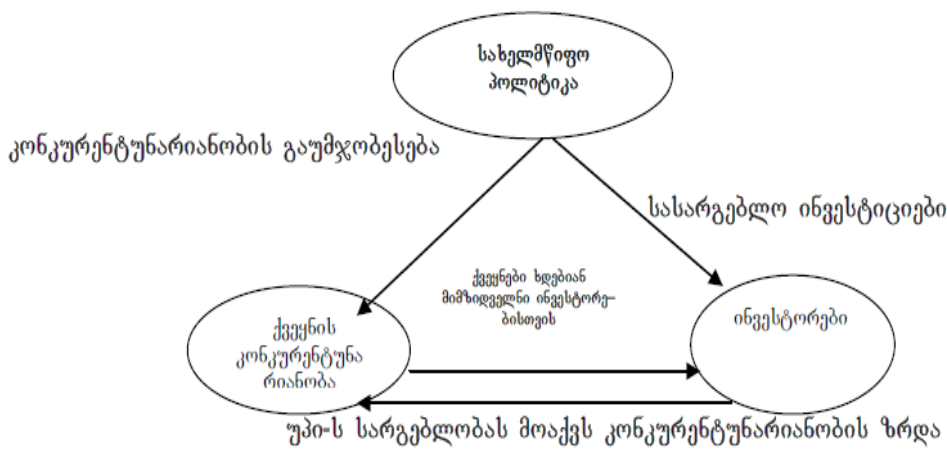 სახელმწიფო
პოლიტიკა
კონკურენტუნარიანობის გაუმჯობესება
სასარგებლო ინვესტიციები
ქვეყნები ხდებიან
მიმზიდველნი ინვესტორე–
ბისთვის
ქვეყნის
კონკურენტუნა
რიანობა
ინვესტორები
უპი-ს სარგებლობას მოაქვს კონკურენტუნარიანობის ზრდა